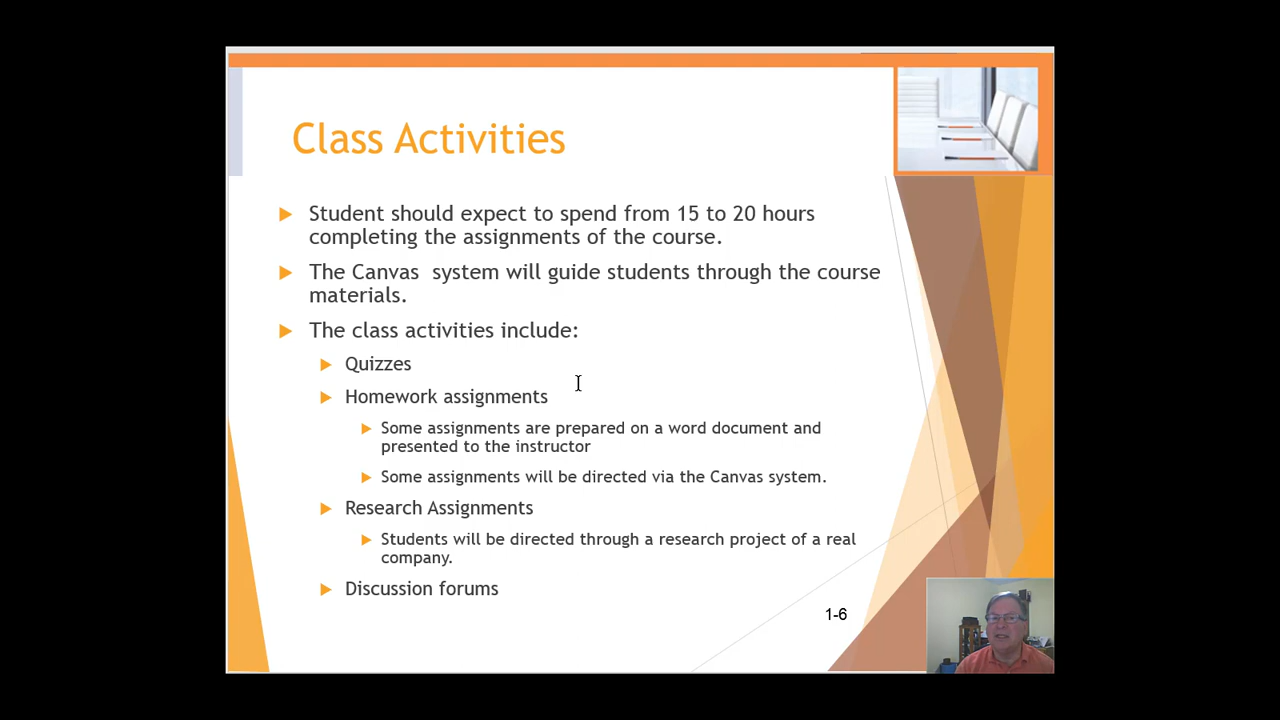 Class Activities
Student should expect to spend from 15 to 20 hours
completing the assignments of the course.
The Canvas  system will guide students through the course
materials.
The class activities include:
Quizzes
Homework assignments
Some assignments are prepared on a word document and
presented to the instructor
Some assignments will be directed via the Canvas system.
Research Assignments
Students will be directed through a research project of a real
company.
Discussion forums
1-6